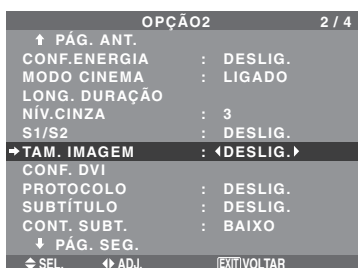 OPÇÃO2 2 / 4
⬆ PÁG. ANT.
CONF.ENERGIA : DESLIG.
MODO CINEMA : LIGADO
LONG. DURAÇÃO
NÍV.CINZA : 3
S1/S2 : DESLIG.
→TAM. IMAGEM : ◀DESLIG.▶
CONF. DVI
PROTOCOLO : DESLIG.
SUBTÍTULO : DESLIG.
CONT. SUBT. : BAIXO
⬇ PÁG. SEG.
◆ SEL. ◀▶ ADJ. EXIT VOLTAR